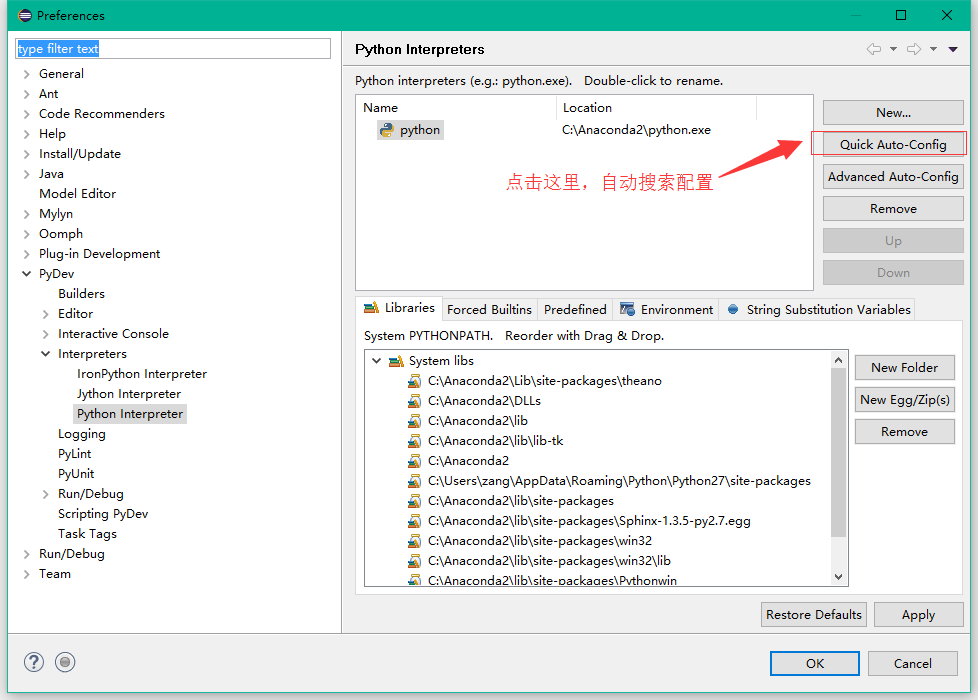 Preferences
type filter text
General
Ant
Code Recommenders
Help
Install/Update
Java
Model Editor
Mylyn
Oomph
Plug-in Development
PyDev
Builders
Editor
Interactive Console
Interpreters
IronPython Interpreter
Jython Interpreter
Python Interpreter
Logging
PyLint
PyUnit
Run/Debug
Scripting PyDev
Task Tags
Run/Debug
Team
Python Interpreters
Python interpreters (e.g.: python.exe).   Double-click to rename.
Name Location
python C:\Anaconda2\python.exe
点击这里，自动搜索配置
New...
Quick Auto-Config
Advanced Auto-Config
Remove
Up
Down
Libraries Forced Builtins Predefined Environment String Substitution Variables
System PYTHONPATH.   Reorder with Drag & Drop.
System libs
C:\Anaconda2\Lib\site-packages\theano
C:\Anaconda2\DLLs
C:\Anaconda2\lib
C:\Anaconda2\lib\lib-tk
C:\Anaconda2
C:\Users\zang\AppData\Roaming\Python\Python27\site-packages
C:\Anaconda2\lib\site-packages
C:\Anaconda2\lib\site-packages\Sphinx-1.3.5-py2.7.egg
C:\Anaconda2\lib\site-packages\win32
C:\Anaconda2\lib\site-packages\win32\lib
C:\Anaconda2\lib\site-packages\Pythonwin
New Folder
New Egg/Zip(s)
Remove
Restore Defaults Apply
? OK Cancel